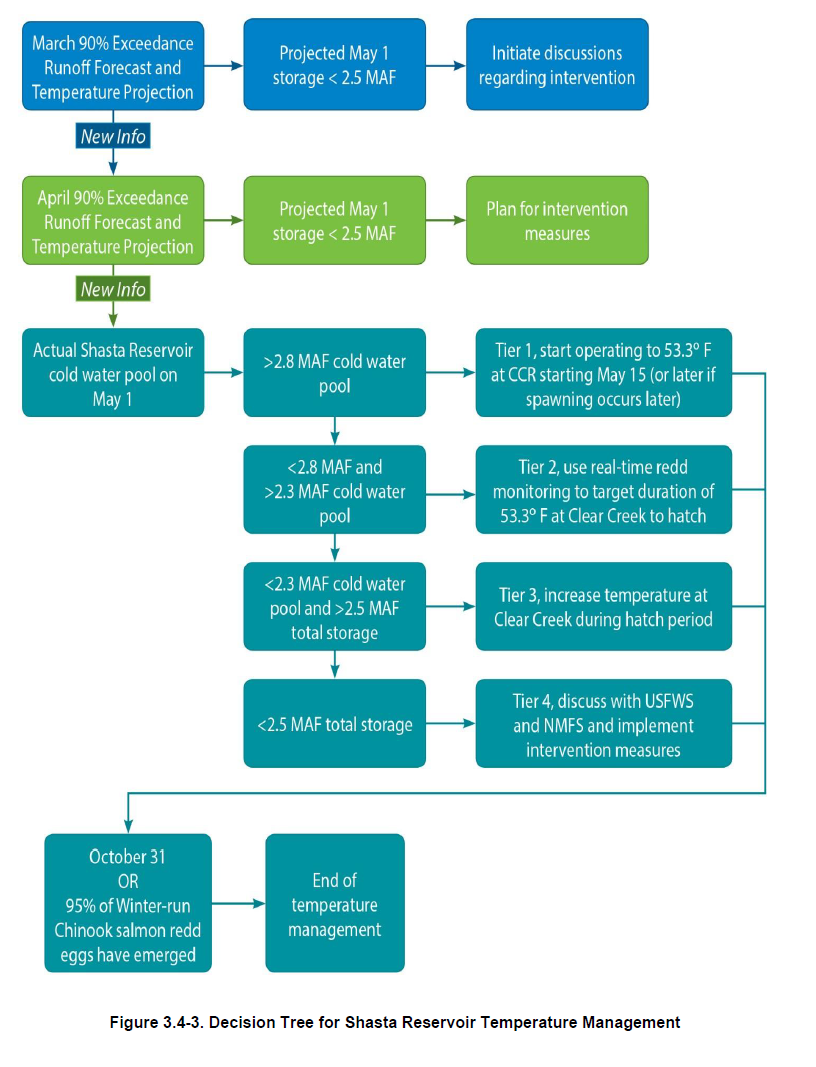 March 90% Exceedance
Runoff Forecast and
Temperature Projection
Projected May 1
storage < 2.5 MAF
Initiate discussions
regarding intervention
New Info
April 90% Exceedance
Runoff Forecast and
Temperature Projection
Projected May 1
storage < 2.5 MAF
Plan for intervention
measures
New Info
Actual Shasta Reservoir
cold water pool on
May 1
>2.8 MAF cold water
pool
Tier 1, start operating to 53.3º F
at CCR starting May 15 (or later if
spawning occurs later)
<2.8 MAF and
>2.3 MAF cold water
pool
Tier 2, use real-time redd
monitoring to target duration of
53.3º F at Clear Creek to hatch
<2.3 MAF cold water
pool and >2.5 MAF
total storage
Tier 3, increase temperature at
Clear Creek during hatch period
<2.5 MAF total storage
Tier 4, discuss with USFWS
and NMFS and implement
intervention measures
October 31
OR
95% of Winter-run
Chinook salmon redd
eggs have emerged
End of
temperature
management
Figure 3.4-3. Decision Tree for Shasta Reservoir Temperature Management